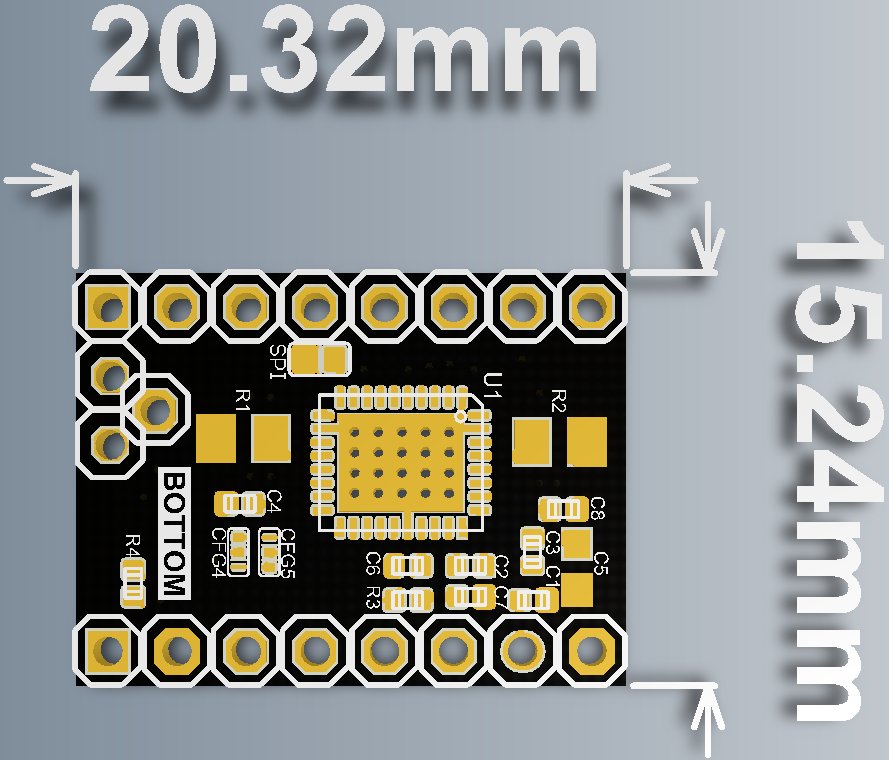 20.32mm
15.24mm
SPI
U1
R1
R2
BOTTOM
C4
C8
R4
CFG4
CFG5
C3
C5
C6
C2
C1
R3
C7